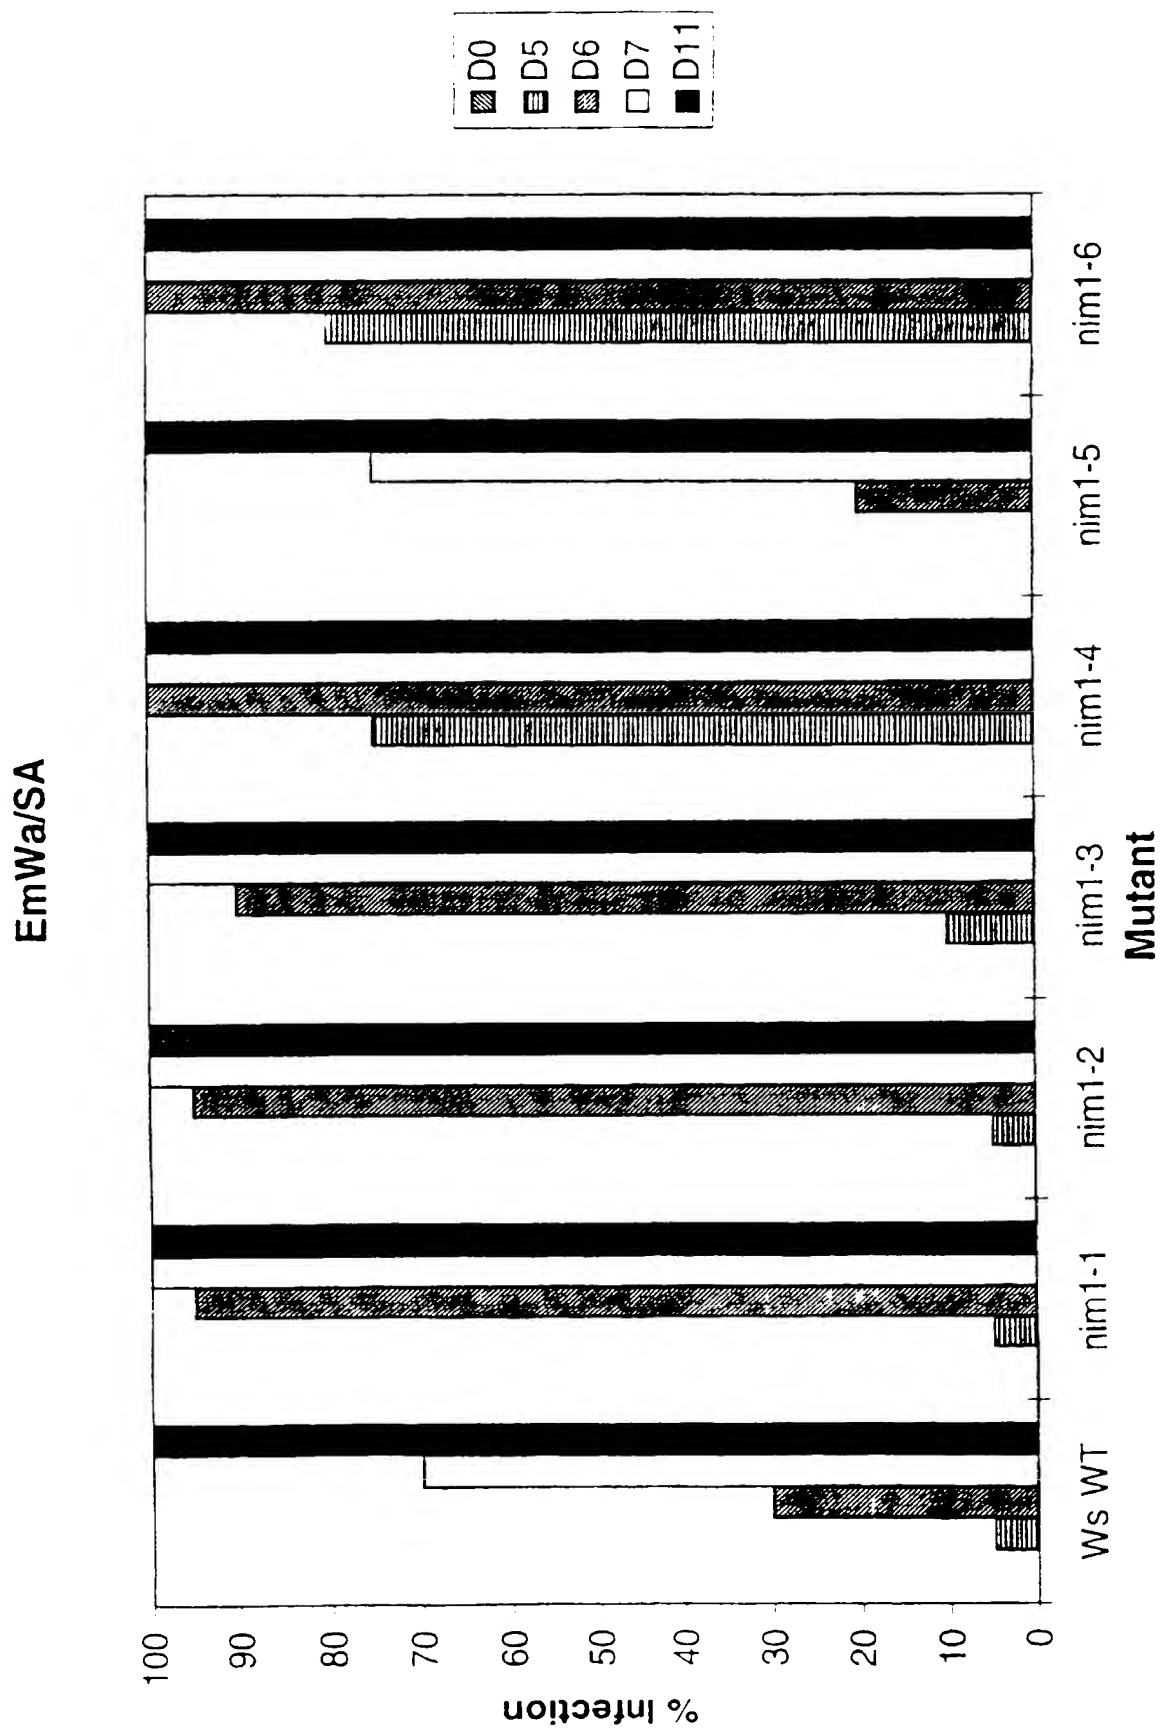 EmWa/SA
% Infection
100
90
80
70
60
50
40
30
20
10
0
Ws WT
nim1-1
nim1-2
nim1-3
nim1-4
nim1-5
nim1-6
Mutant
D0
D5
D6
D7
D11